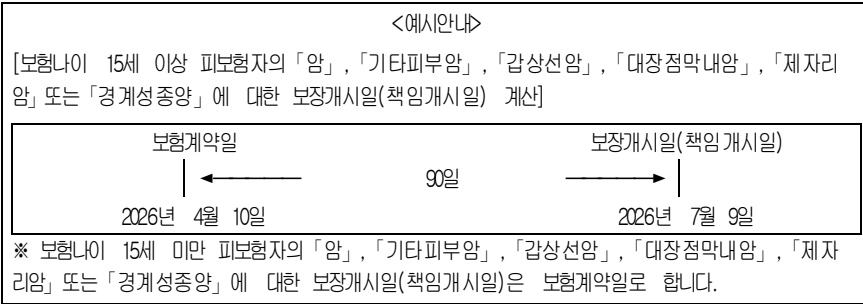 <예시안내>
[보험나이 15세 이상 피보험자의 「암」, 「기타피부암」, 「갑상선암」, 「대장점막내암」, 「제자리
암」 또는 「경계성종양」에 대한 보장개시일(책임개시일) 계산]
보험계약일 보장개시일(책임개시일)
90일
2026년 4월 10일 2026년 7월 9일
※ 보험나이 15세 미만 피보험자의 「암」, 「기타피부암」, 「갑상선암」, 「대장점막내암」, 「제자
리암」 또는 「경계성종양」에 대한 보장개시일(책임개시일)은 보험계약일로 합니다.